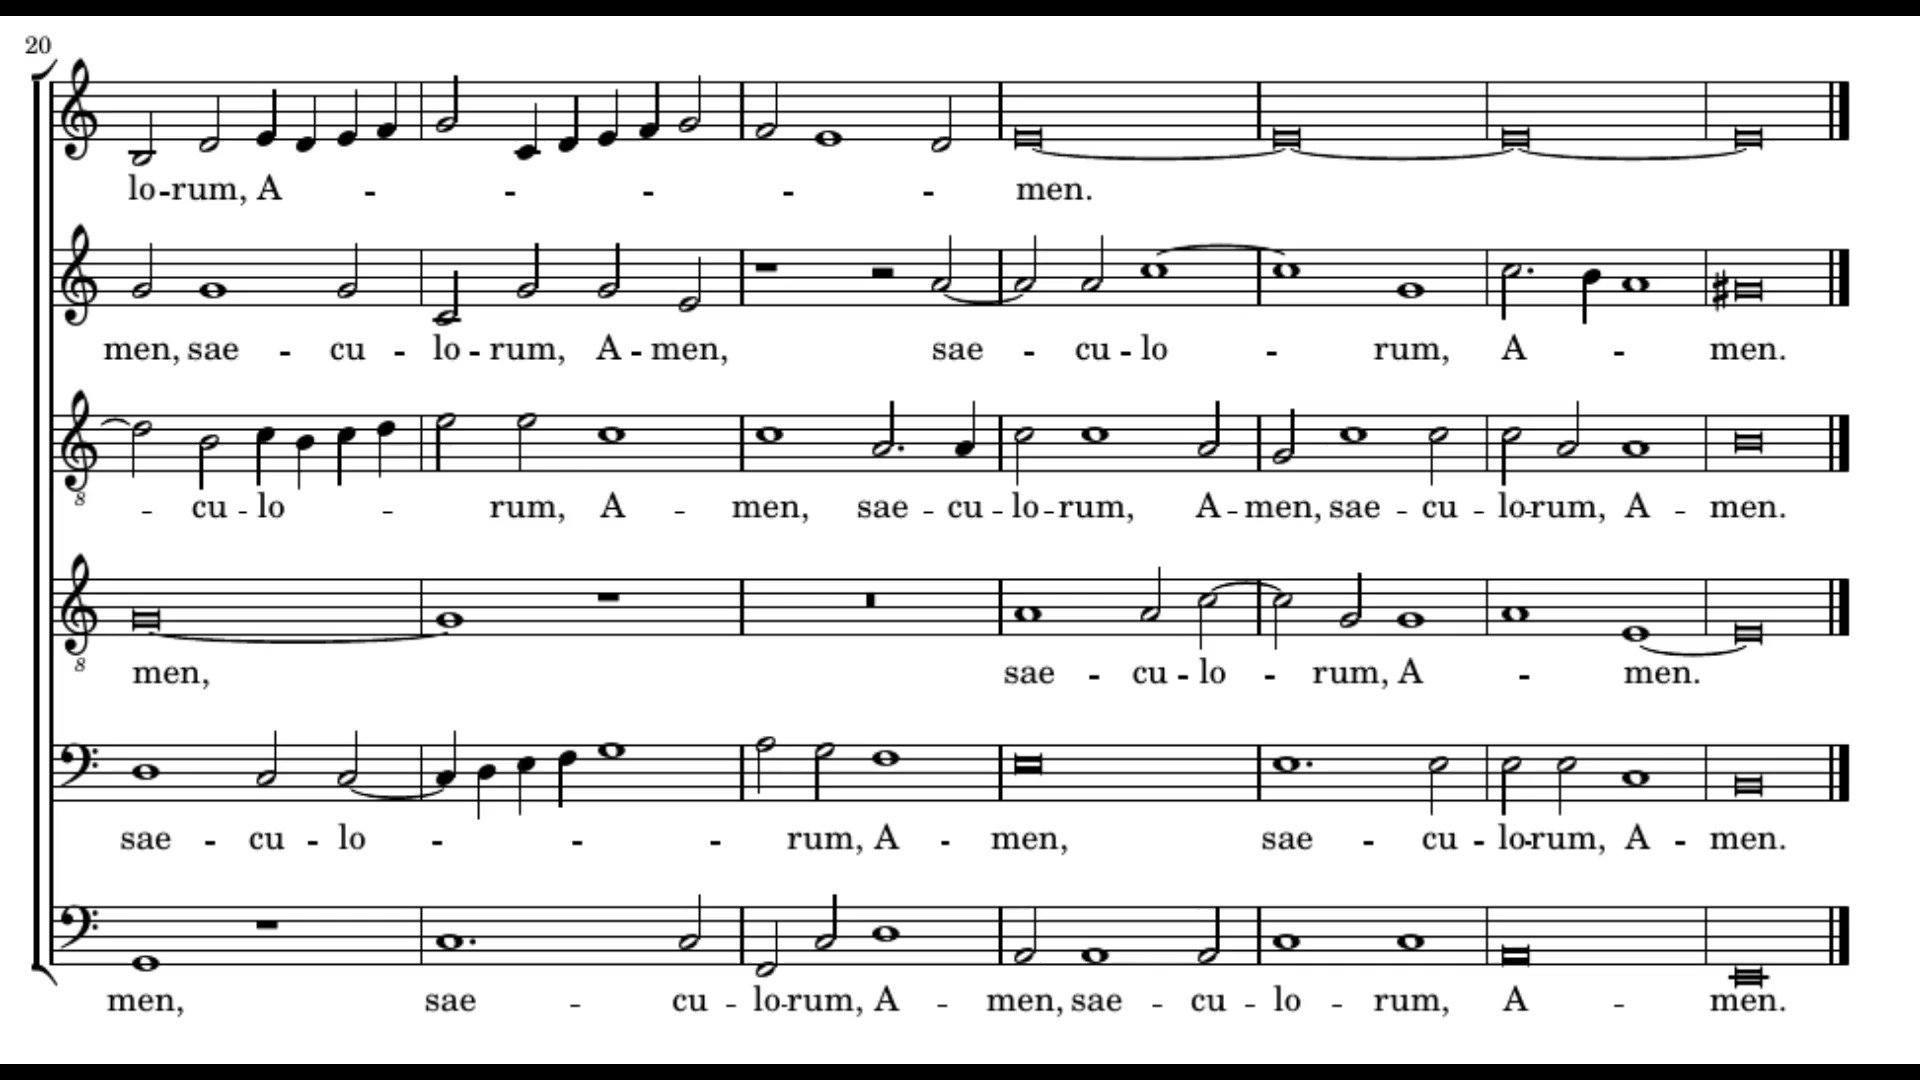 20
lo-rum, A - - - - - men.
men, sae - cu - lo - rum, A - men, sae - cu - lo - rum, A - men.
8
- cu - lo - rum, A - men, sae - cu - lo - rum, A - men, sae - cu - lo-rum, A - men.
8
men, sae - cu - lo - rum, A - men.
sae - cu - lo - - - rum, A - men, sae - cu - lo-rum, A - men.
men, sae - cu - lo-rum, A - men, sae - cu - lo - rum, A - men.